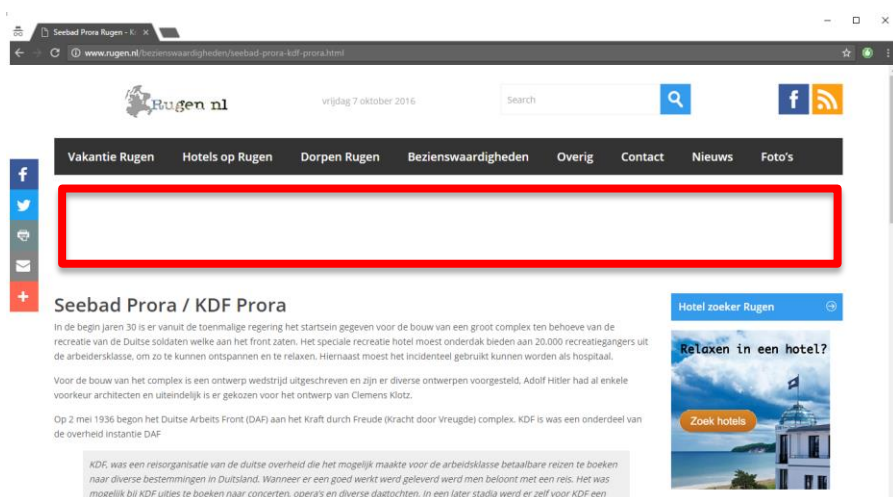 Seebad Prora Rugen - K
www.rugen.nl/bezienswaardigheden/seebad-prora-kdf-prora.html
Rugen nl
vrijdag 7 oktober 2016
Search
Vakantie Rugen Hotels op Rugen Dorpen Rugen Bezienswaardigheden Overig Contact Nieuws Foto's
Seebad Prora / KDF Prora
In de begin jaren 30 is er vanuit de toenmalige regering het startsein gegeven voor de bouw van een groot complex ten behoeve van de
recreatie van de Duitse soldaten welke aan het front zaten. Het speciale recreatie hotel moest onderdak bieden aan 20.000 recreatiegangers uit
de arbeidersklasse, om zo te kunnen ontspannen en te relaxen. Hiernaast moest het incidenteel gebruikt kunnen worden als hospitaal.
Voor de bouw van het complex is een ontwerp wedstrijd uitgeschreven en zijn er diverse ontwerpen voorgesteld, Adolf Hitler had al enkele
voorkeur architecten en uiteindelijk is er gekozen voor het ontwerp van Clemens Klotz.
Op 2 mei 1936 begon het Duitse Arbeits Front (DAF) aan het Kraft durch Freude (Kracht door Vreugde) complex. KDF is was een onderdeel van
de overheid instantie DAF
KDF, was een reisorganisatie van de duitse overheid die het mogelijk maakte voor de arbeidsklasse betaalbare reizen te boeken
naar diverse bestemmingen in Duitsland. Wanneer er een goed werkt werd geleverd werd men beloont met een reis. Het was
mogelijk bij KDF uitjes te boeken naar concerten, opera's en diverse dagtochten. In een later stadia werd er zelf voor KDF een
Hotel zoeker Rugen
Relaxen in een hotel?
Zoek hotels